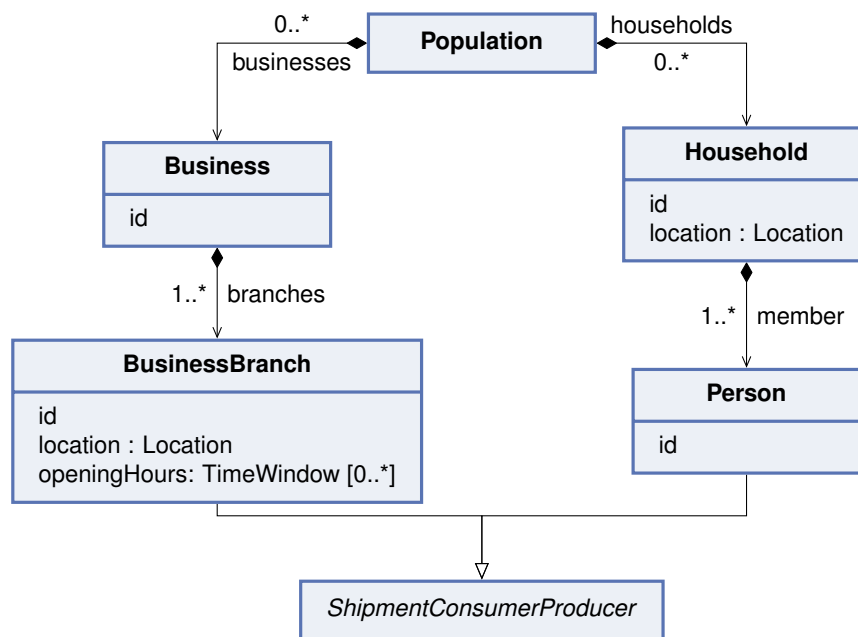 0..*
businesses
Population
households
0..*
Business
id
Household
id
location : Location
1..* branches
1..* member
BusinessBranch
id
location : Location
openingHours: TimeWindow [0..*]
Person
id
ShipmentConsumerProducer